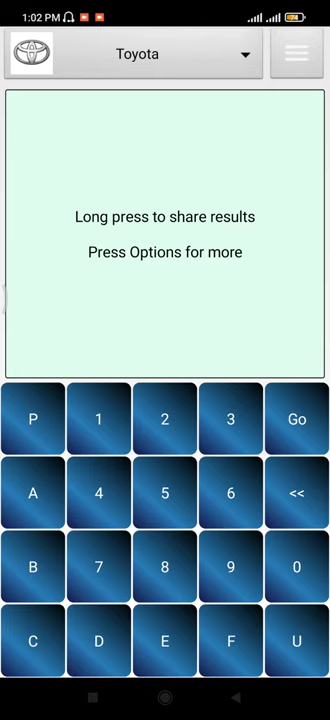 1:02 PM
74
Toyota
Long press to share results
Press Options for more
P 1 2 3 Go
A 4 5 6 <<
B 7 8 9 0
C D E F U